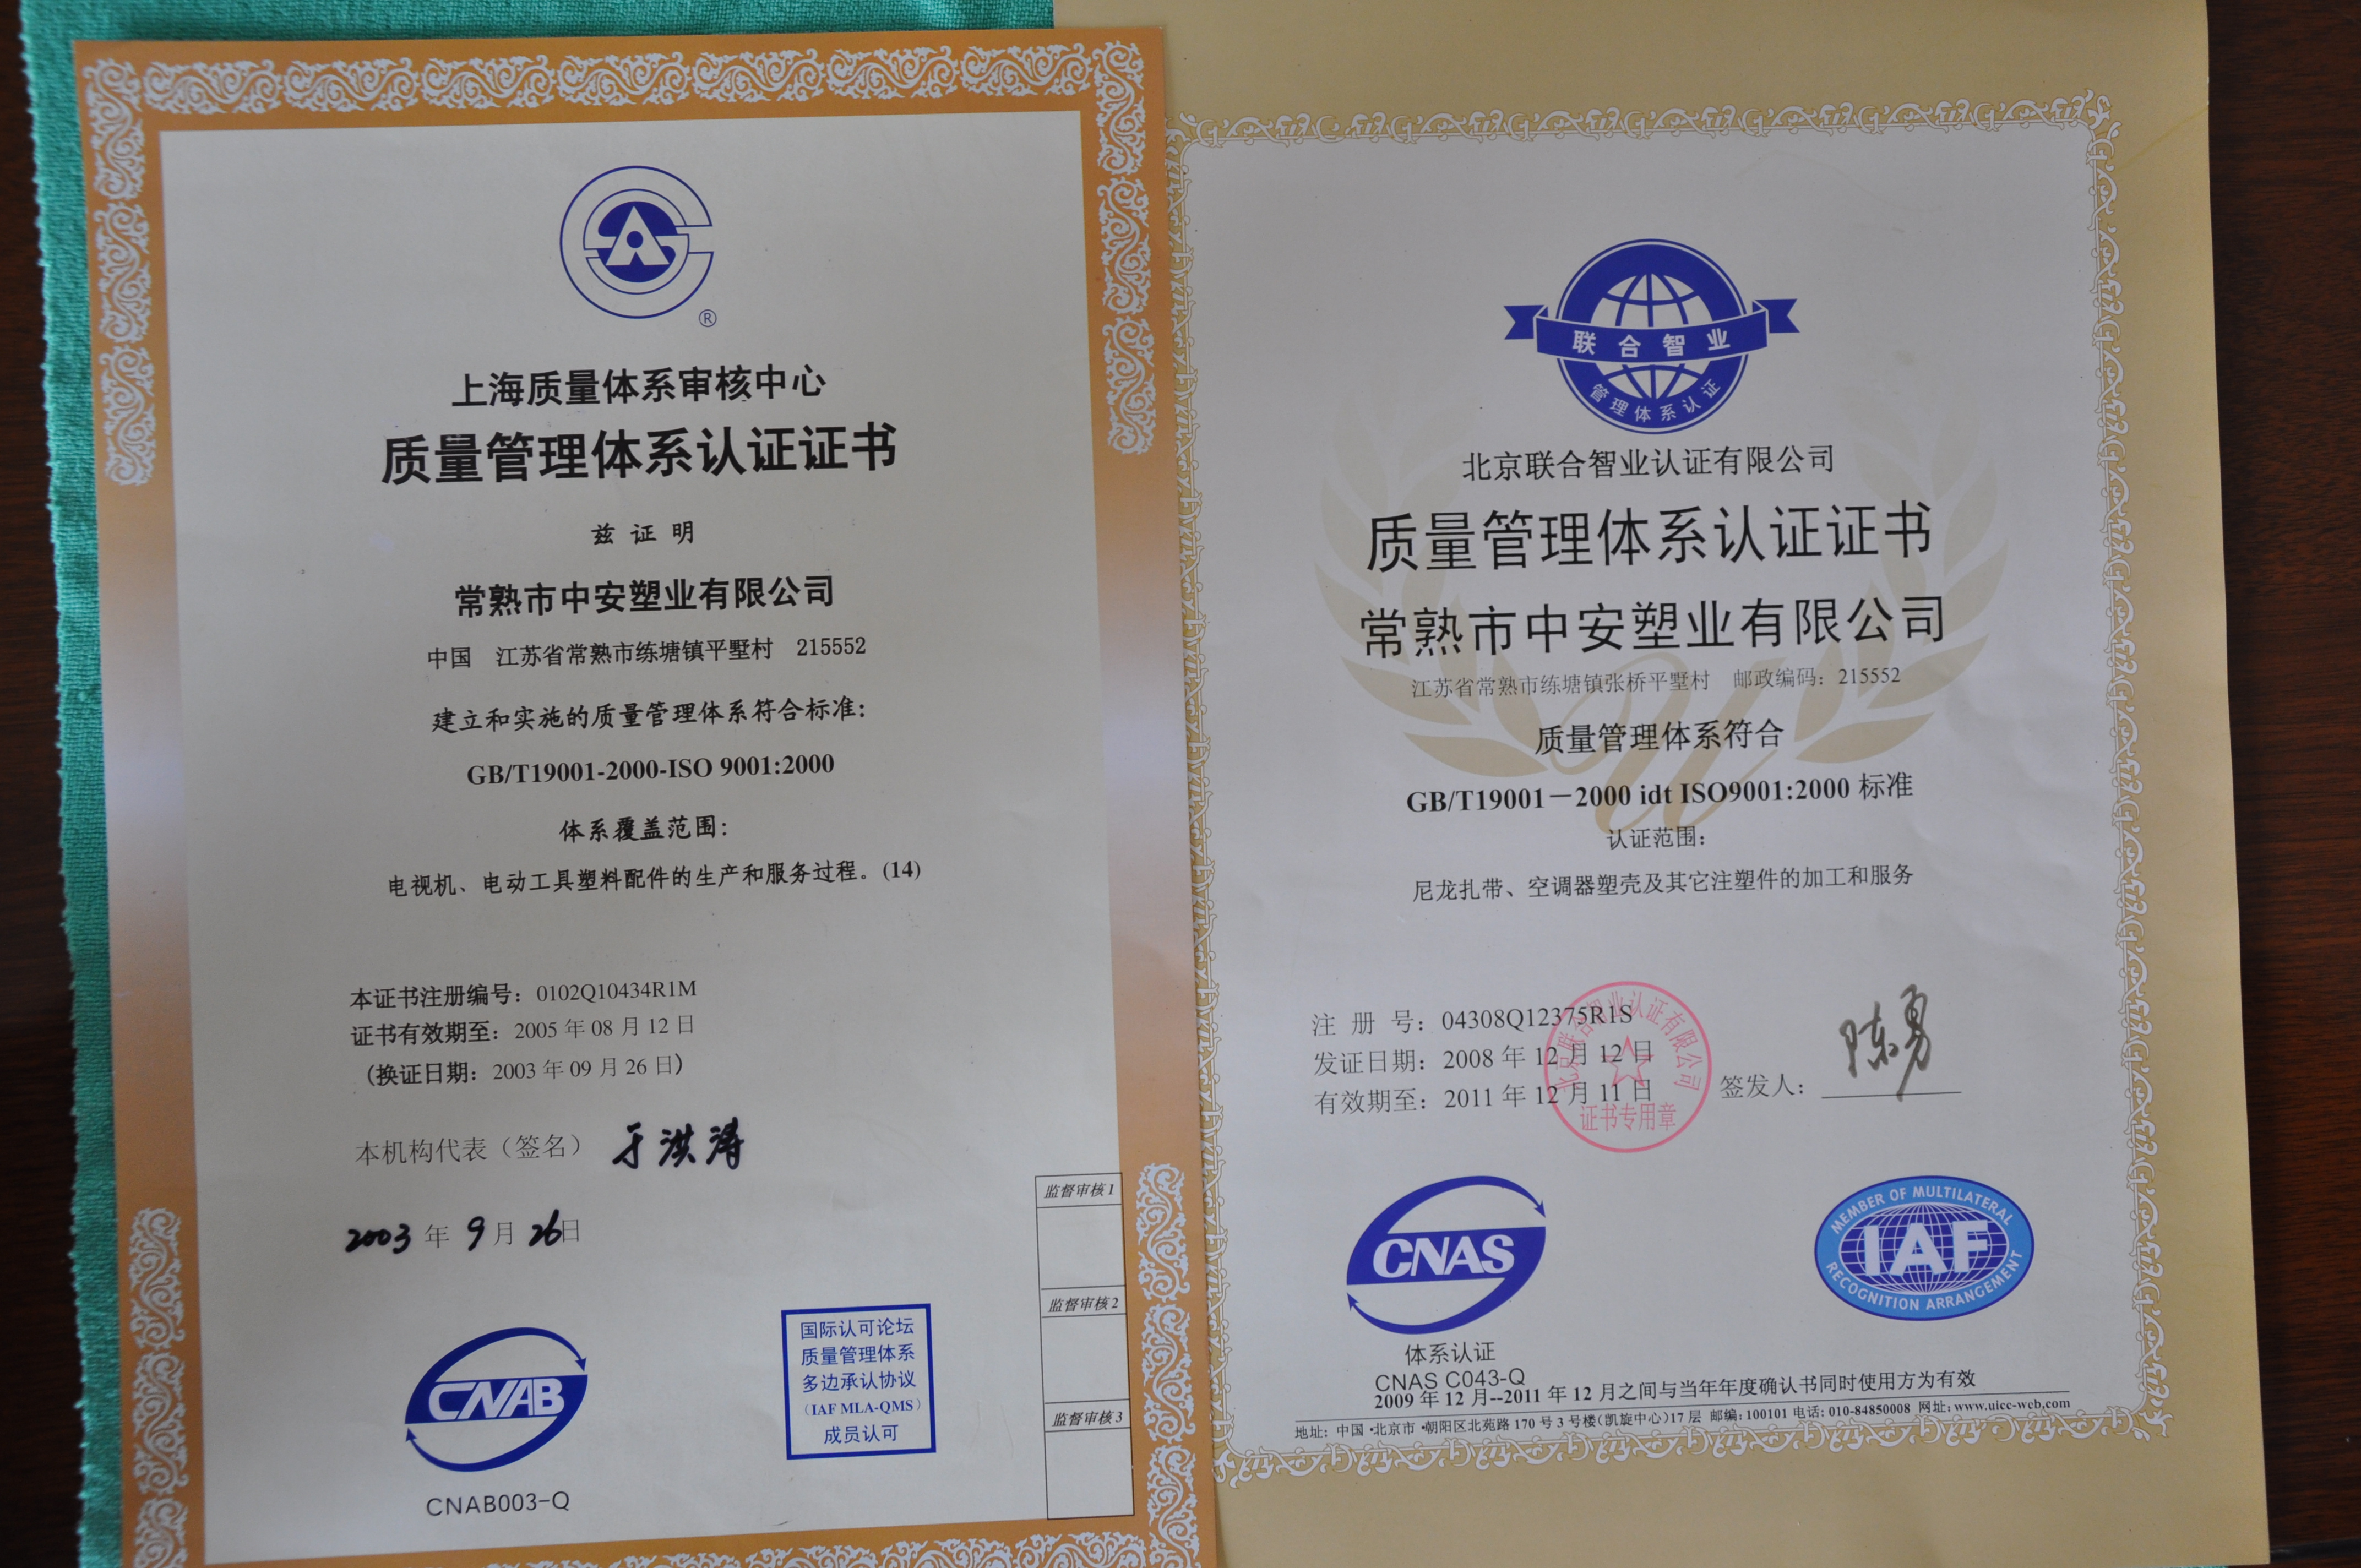 ®
上海质量体系审核中心
质量管理体系认证证书
兹证明
常熟市中安塑业有限公司
中国 江苏省常熟市练塘镇平墅村 215552
建立和实施的质量管理体系符合标准:
GB/T19001-2000-ISO 9001:2000
体系覆盖范围:
电视机、电动工具塑料配件的生产和服务过程。(14)
本证书注册编号: 0102Q10434R1M
证书有效期至: 2005 年 08 月 12 日
(换证日期: 2003 年 09 月 26 日)
本机构代表（签名） 于洪涛
2003 年 9 月 26 日
CNAB
CNAB003-Q
国际认可论坛
质量管理体系
多边承认协议
（IAF MLA-QMS）
成员认可
监督审核 1
监督审核 2
监督审核 3
联合智业
管理体系认证
北京联合智业认证有限公司
质量管理体系认证证书
常熟市中安塑业有限公司
江苏省常熟市练塘镇张桥平墅村 邮政编码: 215552
质量管理体系符合
GB/T19001－2000 idt ISO9001:2000 标准
认证范围:
尼龙扎带、空调器塑壳及其它注塑件的加工和服务
注 册 号: 04308Q12375R1S
发证日期: 2008 年 12 月 12 日
有效期至: 2011 年 12 月 11 日
签发人: 陈勇
北京联合智业认证有限公司
证书专用章
CNAS
体系认证
CNAS C043-Q
MEMBER OF MULTILATERAL
IAF
RECOGNITION ARRANGEMENT
2009 年 12 月--2011 年 12 月之间与当年年度确认书同时使用方为有效
地址: 中国·北京市·朝阳区北苑路 170 号 3 号楼(凯旋中心)17 层 邮编: 100101 电话: 010-84850008 网址: www.uicc-web.com